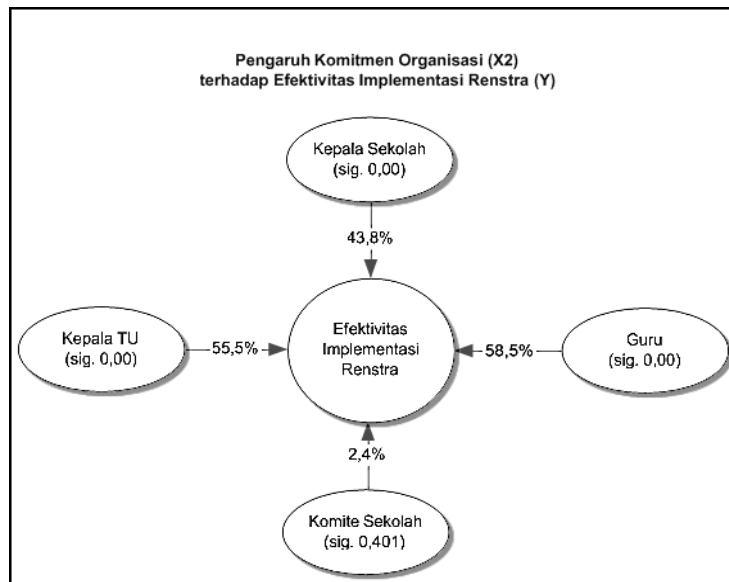 Pengaruh Komitmen Organisasi (X2)
terhadap Efektivitas Implementasi Renstra (Y)
Kepala Sekolah
(sig. 0,00)
43,8%
Kepala TU
(sig. 0,00)
55,5%
Efektivitas
Implementasi
Renstra
58,5%
Guru
(sig. 0,00)
2,4%
Komite Sekolah
(sig. 0,401)